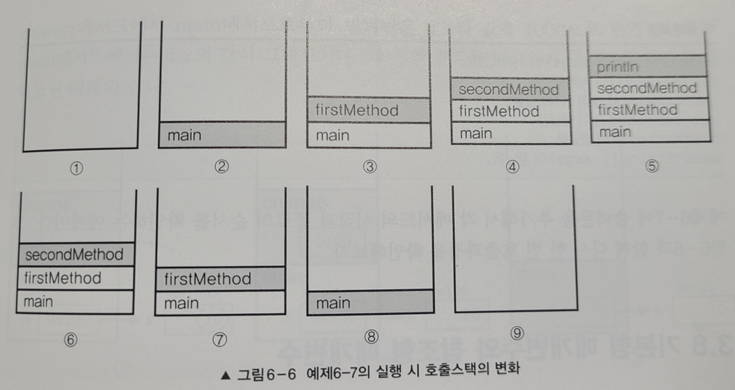 println
secondMethod
secondMethod
firstMethod
firstMethod
firstMethod
main
main
main
main
① ② ③ ④ ⑤
secondMethod
firstMethod
firstMethod
main
main
main
⑥ ⑦ ⑧ ⑨
▲ 그림6-6 예제6-7의 실행 시 호출스택의 변화